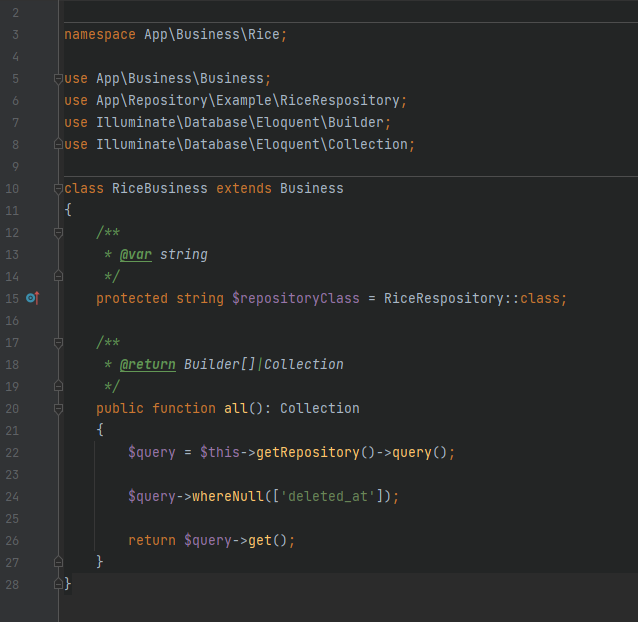 2
3 namespace App\Business\Rice;
4
5 use App\Business\Business;
6 use App\Repository\Example\RiceRespository;
7 use Illuminate\Database\Eloquent\Builder;
8 use Illuminate\Database\Eloquent\Collection;
9
10 class RiceBusiness extends Business
11 {
12     /**
13      * @var string
14      */
15     protected string $repositoryClass = RiceRespository::class;
16
17     /**
18      * @return Builder[]|Collection
19      */
20     public function all(): Collection
21     {
22         $query = $this->getRepository()->query();
23
24         $query->whereNull(['deleted_at']);
25
26         return $query->get();
27     }
28 }